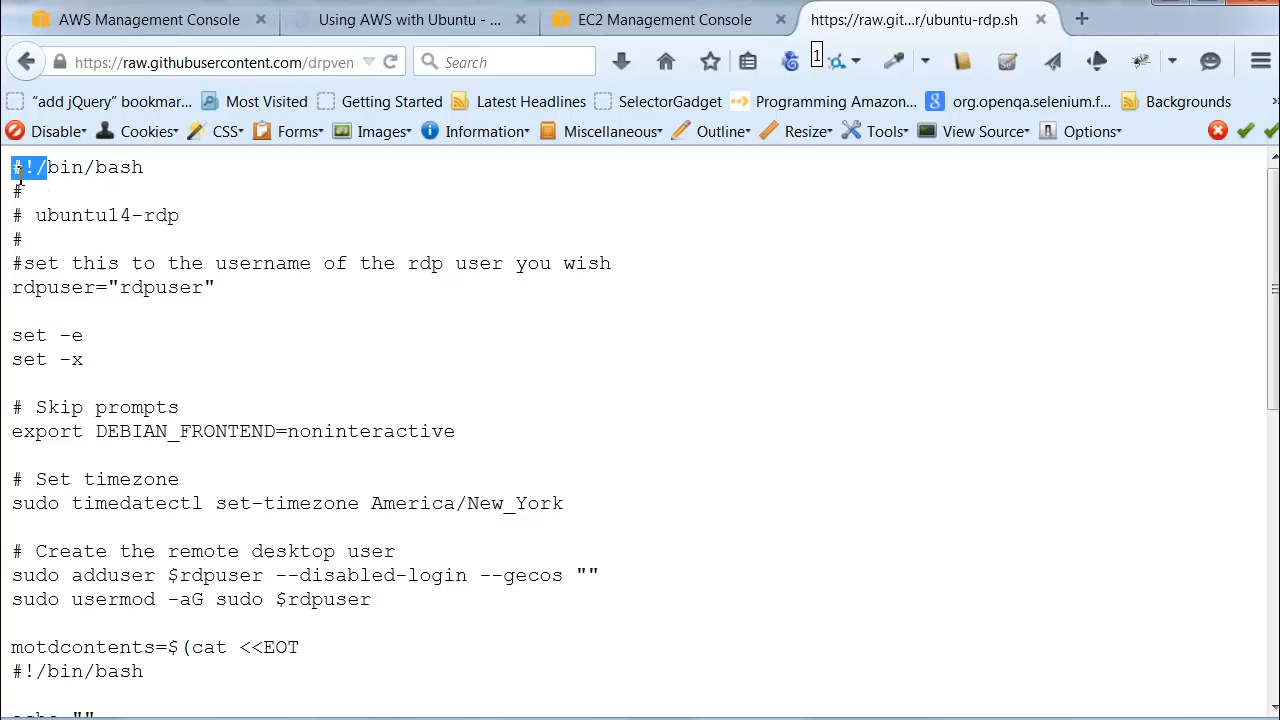 AWS Management Console
Using AWS with Ubuntu - ...
EC2 Management Console
https://raw.git...r/ubuntu-rdp.sh
https://raw.githubusercontent.com/drpven
Search
1
"add jQuery" bookmar...
Most Visited
Getting Started
Latest Headlines
SelectorGadget
Programming Amazon...
org.openqa.selenium.f...
Backgrounds
Disable
Cookies
CSS
Forms
Images
Information
Miscellaneous
Outline
Resize
Tools
View Source
Options
#!/bin/bash
#
# ubuntu14-rdp
#
#set this to the username of the rdp user you wish
rdpuser="rdpuser"
set -e
set -x
# Skip prompts
export DEBIAN_FRONTEND=noninteractive
# Set timezone
sudo timedatectl set-timezone America/New_York
# Create the remote desktop user
sudo adduser $rdpuser --disabled-login --gecos ""
sudo usermod -aG sudo $rdpuser
motdcontents=$(cat <<EOT
#!/bin/bash
echo ""